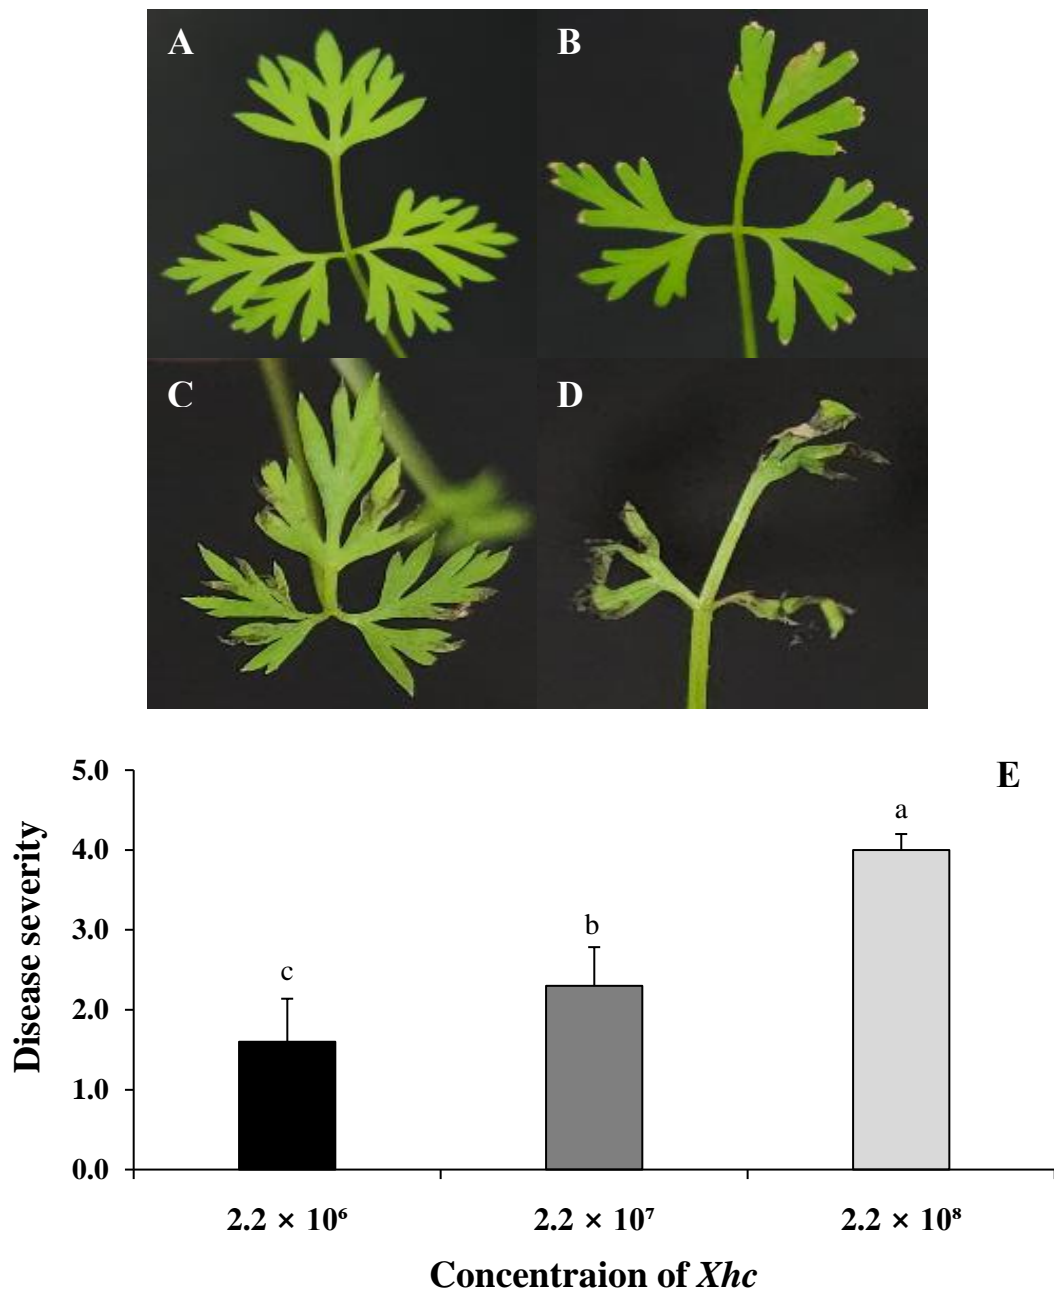 A
B
C
D
E
5.0
4.0
3.0
2.0
1.0
0.0
Disease severity
c
b
a
2.2 × 10⁶
2.2 × 10⁷
2.2 × 10⁸
Concentraion of Xhc